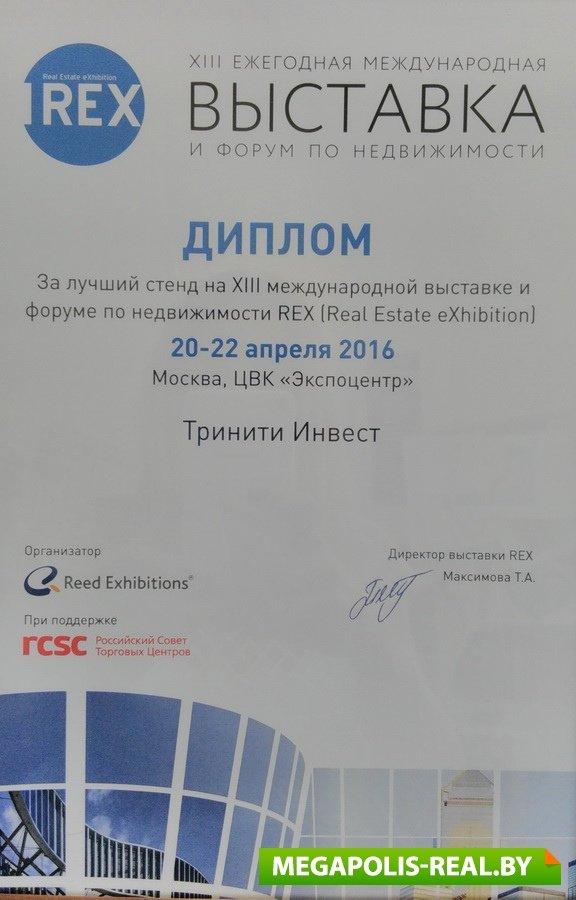 Real Estate eXhibition
REX
XIII ЕЖЕГОДНАЯ МЕЖДУНАРОДНАЯ
ВЫСТАВКА
И ФОРУМ ПО НЕДВИЖИМОСТИ
ДИПЛОМ
За лучший стенд на XIII международной выставке и
форуме по недвижимости REX (Real Estate eXhibition)
20-22 апреля 2016
Москва, ЦВК «Экспоцентр»
Тринити Инвест
Организатор
Reed Exhibitions®
При поддержке
rcsc Российский Совет
Торговых Центров
Директор выставки REX
Максимова Т.А.
MEGAPOLIS-REAL.BY